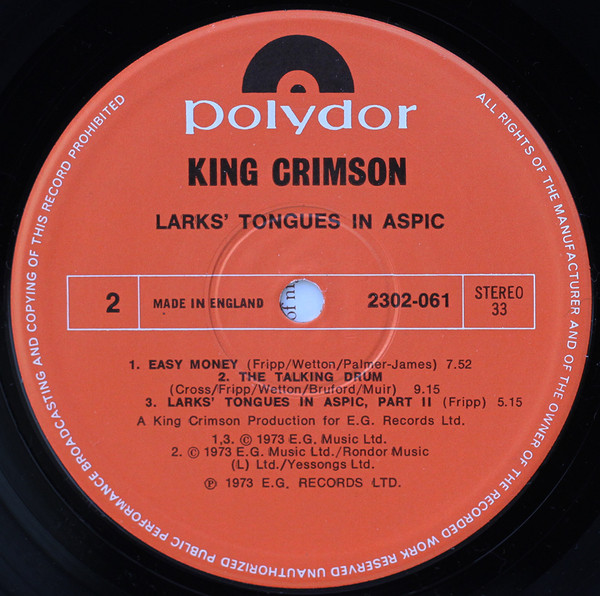 polydor
KING CRIMSON
LARKS' TONGUES IN ASPIC
2 MADE IN ENGLAND of m 2302-061 STEREO
33
1. EASY MONEY (Fripp/Wetton/Palmer-James) 7.52
2. THE TALKING DRUM
(Cross/Fripp/Wetton/Bruford/Muir) 9.15
3. LARKS' TONGUES IN ASPIC, PART II (Fripp) 5.15
A King Crimson Production for E.G. Records Ltd.
1,3. © 1973 E.G. Music Ltd.
2. © 1973 E.G. Music Ltd./Rondor Music
(L) Ltd./Yessongs Ltd.
℗ 1973 E.G. RECORDS LTD.
ALL RIGHTS OF THE MANUFACTURER AND OF THE OWNER OF THE RECORDED WORK RESERVED UNAUTHORIZED PUBLIC PERFORMANCE BROADCASTING AND COPYING OF THIS RECORD PROHIBITED